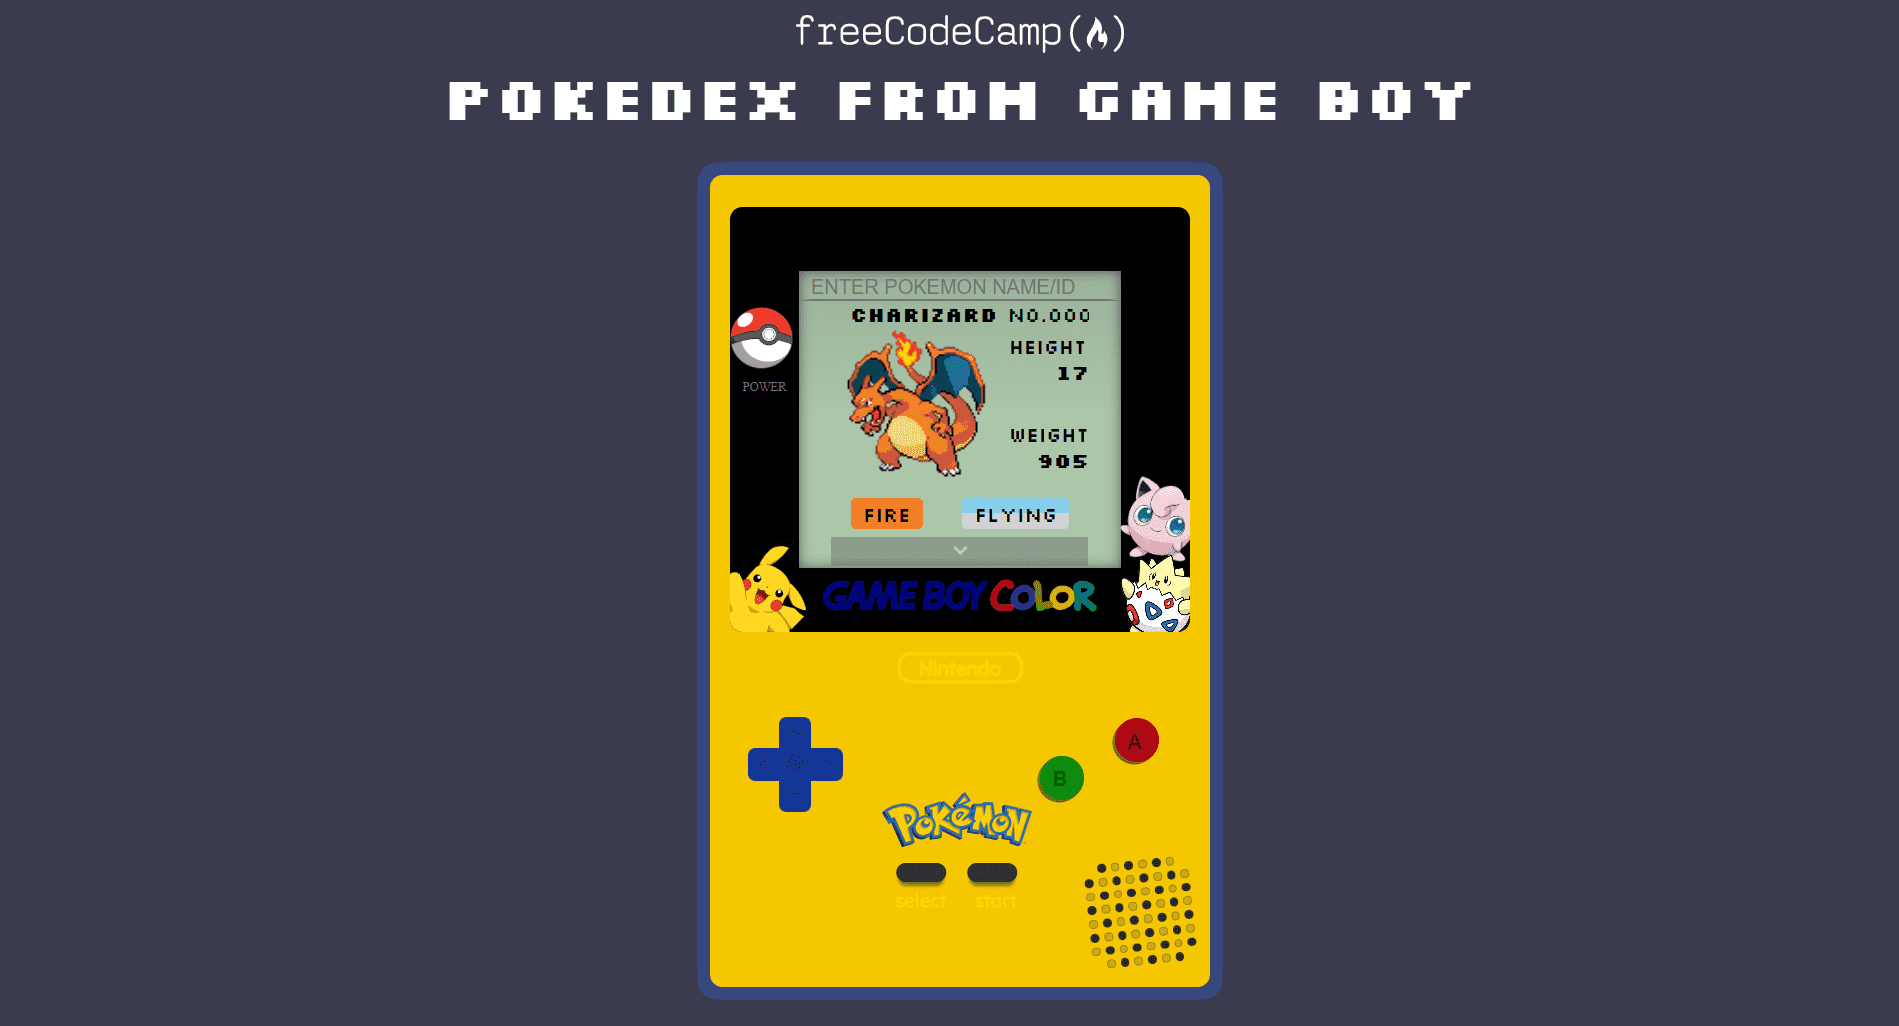 freeCodeCamp(🔥)
POKEDEX FROM GAME BOY
ENTER POKEMON NAME/ID
CHARIZARD NO.000
HEIGHT
17
POWER
WEIGHT
905
FIRE FLYING
GAME BOY COLOR
Nintendo
A
B
POKéMON
select start